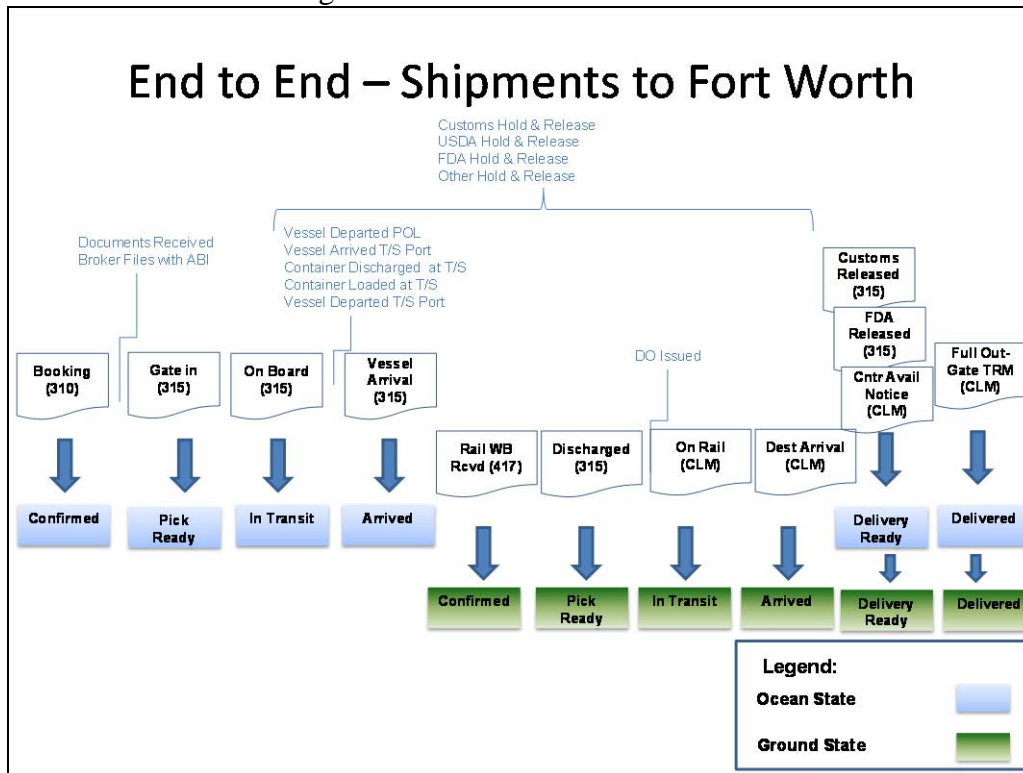 End to End – Shipments to Fort Worth
Customs Hold & Release
USDA Hold & Release
FDA Hold & Release
Other Hold & Release
Documents Received
Broker Files with ABI
Vessel Departed POL
Vessel Arrived T/S Port
Container Discharged at T/S
Container Loaded at T/S
Vessel Departed T/S Port
DO Issued
Customs
Released
(315)
FDA
Released
(315)
Cntr Avail
Notice
(CLM)
Full Out-
Gate TRM
(CLM)
Booking
(310)
Gate in
(315)
On Board
(315)
Vessel
Arrival
(315)
Rail WB
Rcvd (417)
Discharged
(315)
On Rail
(CLM)
Dest Arrival
(CLM)
Confirmed
Pick
Ready
In Transit
Arrived
Delivery
Ready
Delivered
Confirmed
Pick
Ready
In Transit
Arrived
Delivery
Ready
Delivered
Legend:
Ocean State
Ground State